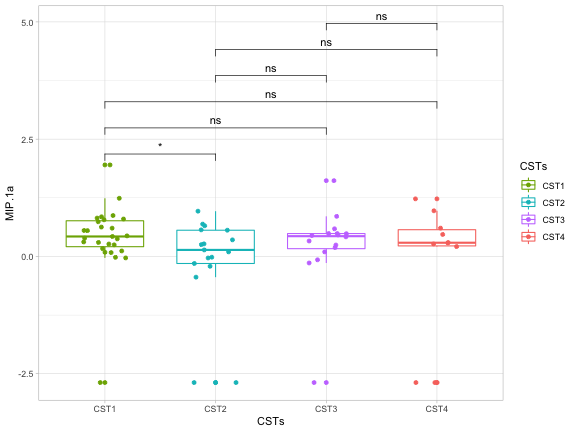 5.0
2.5
0.0
-2.5
MIP.1a
ns
ns
ns
ns
ns
*
CST1
CST2
CST3
CST4
CSTs
CSTs
CST1
CST2
CST3
CST4